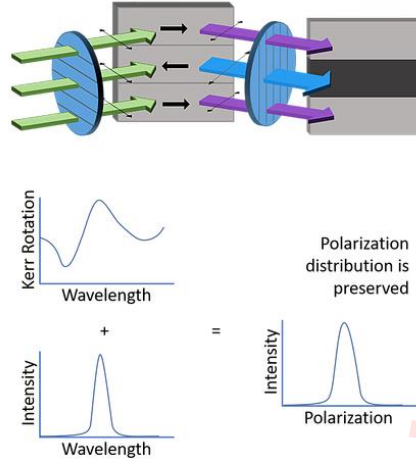 Kerr Rotation
Wavelength
Polarization
distribution is
preserved
+
=
Intensity
Wavelength
Intensity
Polarization